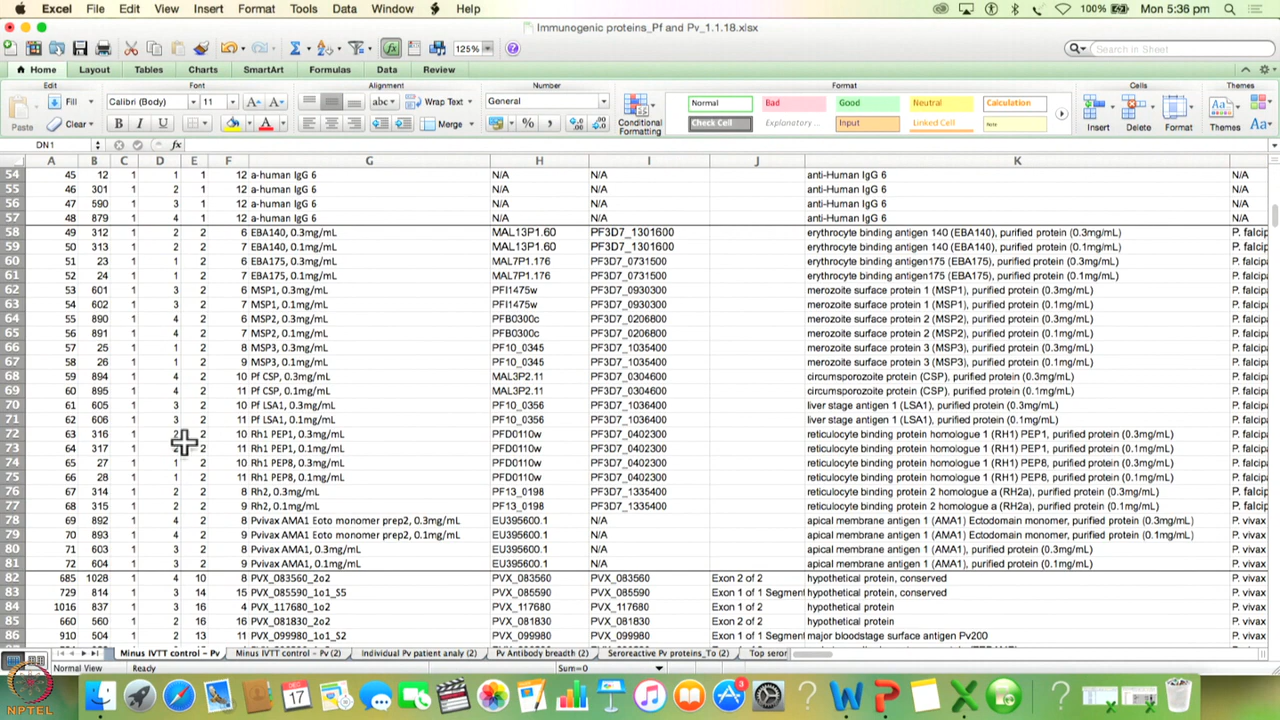 Excel File Edit View Insert Format Tools Data Window Help 100% Mon 5:36 pm
Immunogenic proteins_Pf and Pv_1.1.18.xlsx
125% Search in Sheet
Home Layout Tables Charts SmartArt Formulas Data Review
Edit Font Alignment Number Format Cells Themes
Fill Calibri (Body) 11 abc Wrap Text General Normal Bad Good Neutral Calculation
Paste Clear B I U Merge % Conditional Formatting Check Cell Explanatory ... Input Linked Cell Note Insert Delete Format Themes Aa
DN1 fx
A B C D E F G H I J K
54 45 12 1 1 1 12 a-human IgG 6 N/A N/A anti-Human IgG 6 N/A
55 46 301 1 2 1 12 a-human IgG 6 N/A N/A anti-Human IgG 6 N/A
56 47 590 1 3 1 12 a-human IgG 6 N/A N/A anti-Human IgG 6 N/A
57 48 879 1 4 1 12 a-human IgG 6 N/A N/A anti-Human IgG 6 N/A
58 49 312 1 2 2 6 EBA140, 0.3mg/mL MAL13P1.60 PF3D7_1301600 erythrocyte binding antigen 140 (EBA140), purified protein (0.3mg/mL) P. falcip
59 50 313 1 2 2 7 EBA140, 0.1mg/mL MAL13P1.60 PF3D7_1301600 erythrocyte binding antigen 140 (EBA140), purified protein (0.1mg/mL) P. falcip
60 51 23 1 1 2 6 EBA175, 0.3mg/mL MAL7P1.176 PF3D7_0731500 erythrocyte binding antigen175 (EBA175), purified protein (0.3mg/mL) P. falcip
61 52 24 1 1 2 7 EBA175, 0.1mg/mL MAL7P1.176 PF3D7_0731500 erythrocyte binding antigen175 (EBA175), purified protein (0.1mg/mL) P. falcip
62 53 601 1 3 2 6 MSP1, 0.3mg/mL PFI1475w PF3D7_0930300 merozoite surface protein 1 (MSP1), purified protein (0.3mg/mL) P. falcip
63 54 602 1 3 2 7 MSP1, 0.1mg/mL PFI1475w PF3D7_0930300 merozoite surface protein 1 (MSP1), purified protein (0.1mg/mL) P. falcip
64 55 890 1 4 2 6 MSP2, 0.3mg/mL PFB0300c PF3D7_0206800 merozoite surface protein 2 (MSP2), purified protein (0.3mg/mL) P. falcip
65 56 891 1 4 2 7 MSP2, 0.1mg/mL PFB0300c PF3D7_0206800 merozoite surface protein 2 (MSP2), purified protein (0.1mg/mL) P. falcip
66 57 25 1 1 2 8 MSP3, 0.3mg/mL PF10_0345 PF3D7_1035400 merozoite surface protein 3 (MSP3), purified protein (0.3mg/mL) P. falcip
67 58 26 1 1 2 9 MSP3, 0.1mg/mL PF10_0345 PF3D7_1035400 merozoite surface protein 3 (MSP3), purified protein (0.1mg/mL) P. falcip
68 59 894 1 4 2 10 Pf CSP, 0.3mg/mL MAL3P2.11 PF3D7_0304600 circumsporozoite protein (CSP), purified protein (0.3mg/mL) P. falcip
69 60 895 1 4 2 11 Pf CSP, 0.1mg/mL MAL3P2.11 PF3D7_0304600 circumsporozoite protein (CSP), purified protein (0.1mg/mL) P. falcip
70 61 605 1 3 2 10 Pf LSA1, 0.3mg/mL PF10_0356 PF3D7_1036400 liver stage antigen 1 (LSA1), purified protein (0.3mg/mL) P. falcip
71 62 606 1 3 2 11 Pf LSA1, 0.1mg/mL PF10_0356 PF3D7_1036400 liver stage antigen 1 (LSA1), purified protein (0.1mg/mL) P. falcip
72 63 316 1 2 2 10 Rh1 PEP1, 0.3mg/mL PFD0110w PF3D7_0402300 reticulocyte binding protein homologue 1 (RH1) PEP1, purified protein (0.3mg/mL) P. falcip
73 64 317 1 2 2 11 Rh1 PEP1, 0.1mg/mL PFD0110w PF3D7_0402300 reticulocyte binding protein homologue 1 (RH1) PEP1, purified protein (0.1mg/mL) P. falcip
74 65 27 1 1 2 10 Rh1 PEP8, 0.3mg/mL PFD0110w PF3D7_0402300 reticulocyte binding protein homologue 1 (RH1) PEP8, purified protein (0.3mg/mL) P. falcip
75 66 28 1 1 2 11 Rh1 PEP8, 0.1mg/mL PFD0110w PF3D7_0402300 reticulocyte binding protein homologue 1 (RH1) PEP8, purified protein (0.1mg/mL) P. falcip
76 67 314 1 2 2 8 Rh2, 0.3mg/mL PF13_0198 PF3D7_1335400 reticulocyte binding protein 2 homologue a (RH2a), purified protein (0.3mg/mL) P. falcip
77 68 315 1 2 2 9 Rh2, 0.1mg/mL PF13_0198 PF3D7_1335400 reticulocyte binding protein 2 homologue a (RH2a), purified protein (0.1mg/mL) P. falcip
78 69 892 1 4 2 8 Pvivax AMA1 Ecto monomer prep2, 0.3mg/mL EU395600.1 N/A apical membrane antigen 1 (AMA1) Ectodomain monomer, purified protein (0.3mg/mL) P. vivax
79 70 893 1 4 2 9 Pvivax AMA1 Ecto monomer prep2, 0.1mg/mL EU395600.1 N/A apical membrane antigen 1 (AMA1) Ectodomain monomer, purified protein (0.1mg/mL) P. vivax
80 71 603 1 3 2 8 Pvivax AMA1, 0.3mg/mL EU395600.1 N/A apical membrane antigen 1 (AMA1), purified protein (0.3mg/mL) P. vivax
81 72 604 1 3 2 9 Pvivax AMA1, 0.1mg/mL EU395600.1 N/A apical membrane antigen 1 (AMA1), purified protein (0.1mg/mL) P. vivax
82 685 1028 1 4 10 8 PVX_083560_2o2 PVX_083560 PVX_083560 Exon 2 of 2 hypothetical protein, conserved P. vivax
83 729 814 1 3 14 15 PVX_085590_1o1_S5 PVX_085590 PVX_085590 Exon 1 of 1 Segment hypothetical protein, conserved P. vivax
84 1016 837 1 3 16 4 PVX_117680_1o2 PVX_117680 PVX_117680 Exon 1 of 2 hypothetical protein P. vivax
85 660 560 1 2 16 16 PVX_081830_2o2 PVX_081830 PVX_081830 Exon 2 of 2 hypothetical protein P. vivax
86 910 504 1 2 13 11 PVX_099980_1o1_S2 PVX_099980 PVX_099980 Exon 1 of 1 Segment major bloodstage surface antigen Pv200 P. vivax
Minus IVTT control - Pv Minus IVTT control - Pv (2) Individual Pv patient analy (2) Pv Antibody breadth (2) Seroreactive Pv proteins_To (2) Top seror
Normal View Ready Sum=0
NPTEL 17 3